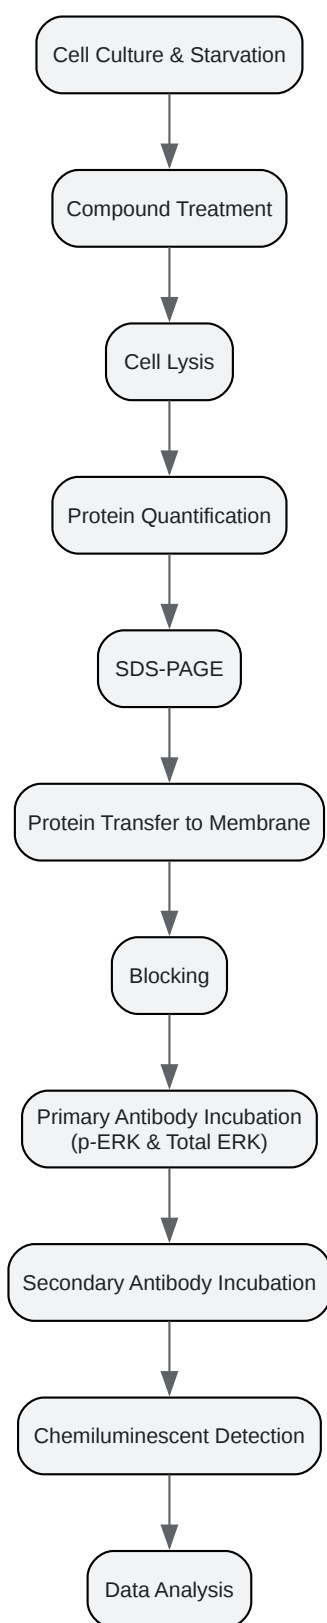 Cell Culture & Starvation
Compound Treatment
Cell Lysis
Protein Quantification
SDS-PAGE
Protein Transfer to Membrane
Blocking
Primary Antibody Incubation
(p-ERK & Total ERK)
Secondary Antibody Incubation
Chemiluminescent Detection
Data Analysis